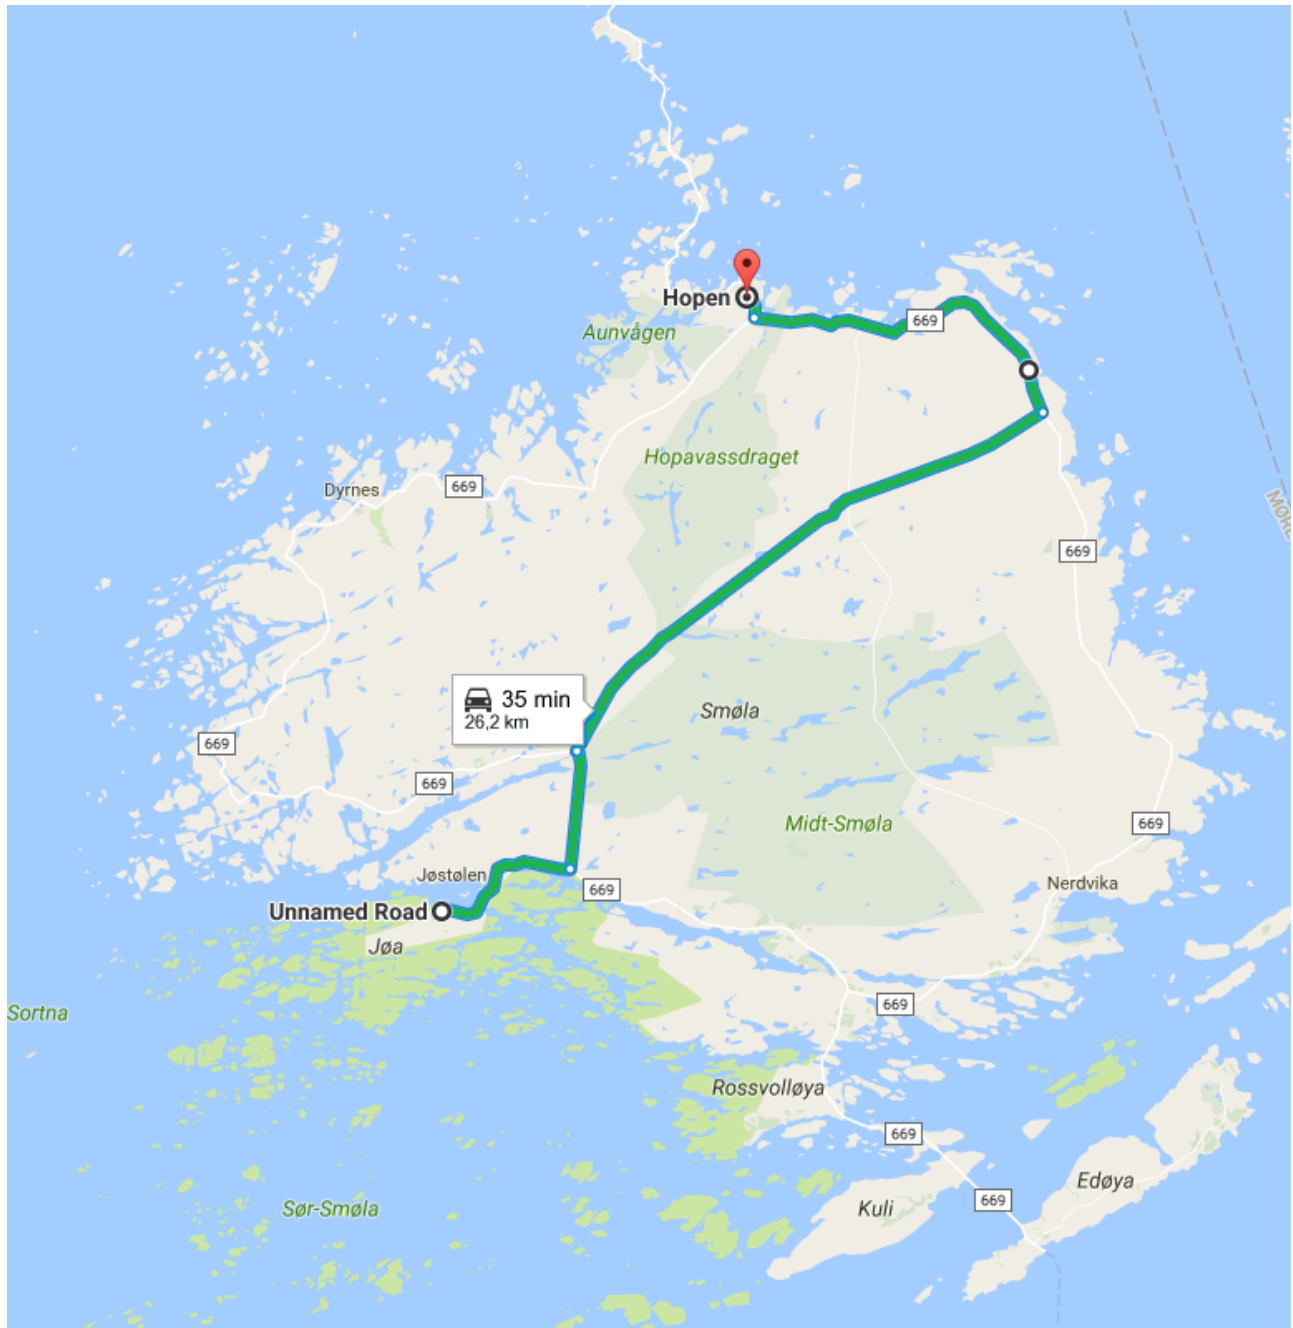 Hopen
669
Aunvågen
Hopavassdraget
Dyrnes
669
MØRE
669
35 min
26,2 km
Smøla
669
669
Midt-Smøla
669
Jøstølen
669
Nerdvika
Unnamed Road
Jøa
669
Sortna
Rossvolløya
669
Edøya
669
Kuli
Sør-Smøla